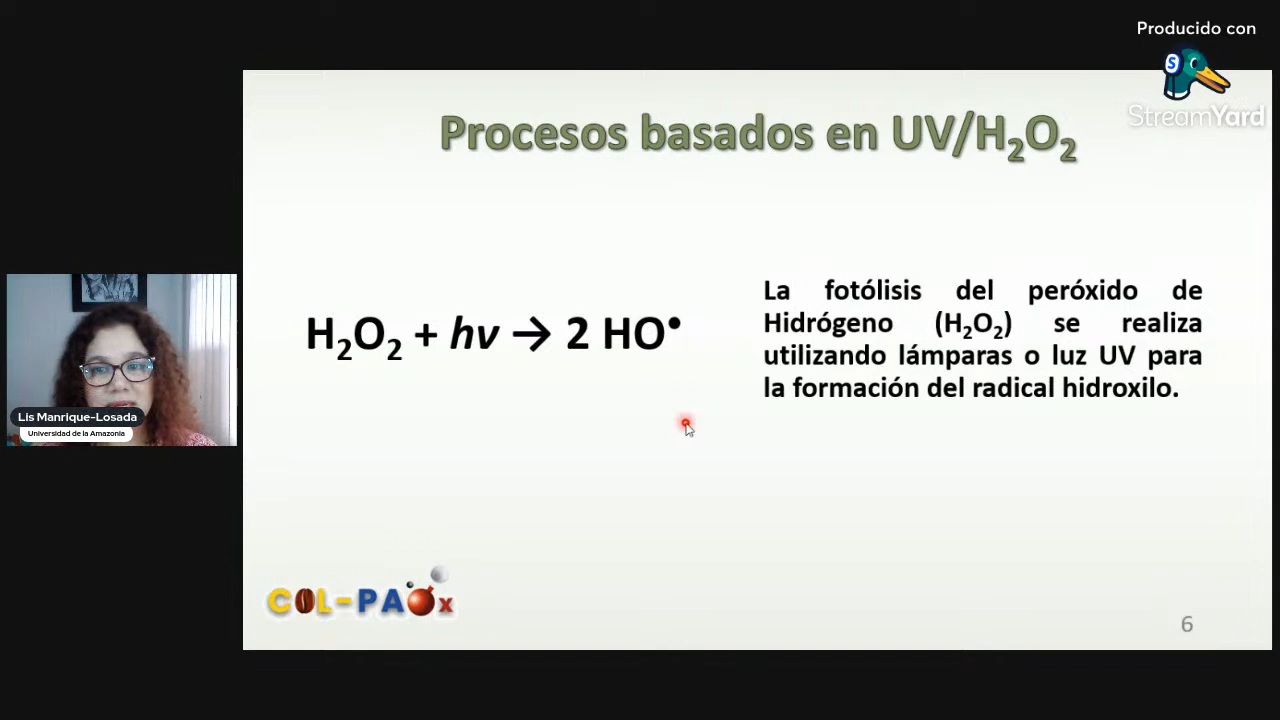 Producido con
StreamYard
Procesos basados en UV/H₂O₂
H₂O₂ + hν → 2 HO•
La fotólisis del peróxido de
Hidrógeno (H₂O₂) se realiza
utilizando lámparas o luz UV para
la formación del radical hidroxilo.
Lis Manrique-Losada
Universidad de la Amazonia
COL-PAOx
6